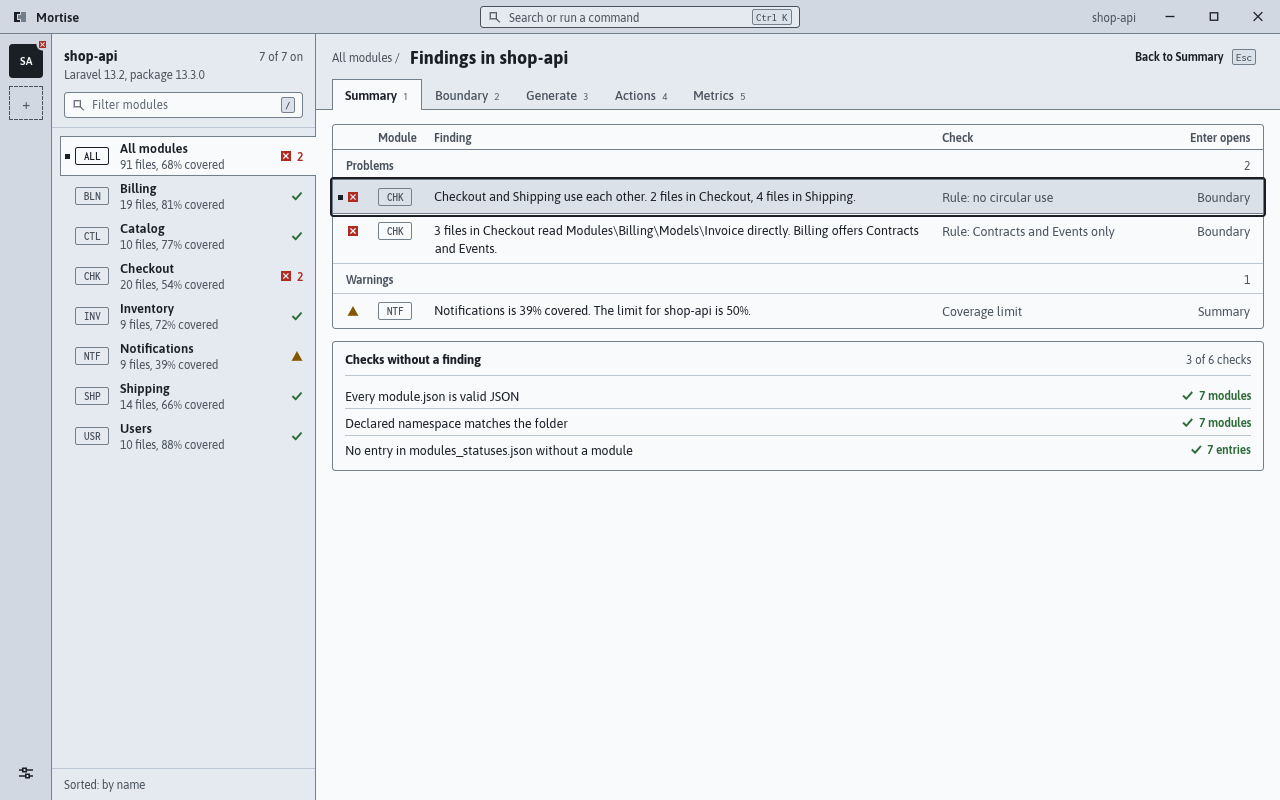 Mortise
Search or run a command
Ctrl K
shop-api
SA
+
shop-api
7 of 7 on
Laravel 13.2, package 13.3.0
Filter modules
/
ALL
All modules
91 files, 68% covered
2
BLN
Billing
19 files, 81% covered
CTL
Catalog
10 files, 77% covered
CHK
Checkout
20 files, 54% covered
2
INV
Inventory
9 files, 72% covered
NTF
Notifications
9 files, 39% covered
SHP
Shipping
14 files, 66% covered
USR
Users
10 files, 88% covered
Sorted: by name
All modules / Findings in shop-api
Back to Summary Esc
Summary 1
Boundary 2
Generate 3
Actions 4
Metrics 5
Module
Finding
Check
Enter opens
Problems
2
CHK
Checkout and Shipping use each other. 2 files in Checkout, 4 files in Shipping.
Rule: no circular use
Boundary
CHK
3 files in Checkout read Modules\Billing\Models\Invoice directly. Billing offers Contracts
and Events.
Rule: Contracts and Events only
Boundary
Warnings
1
NTF
Notifications is 39% covered. The limit for shop-api is 50%.
Coverage limit
Summary
Checks without a finding
3 of 6 checks
Every module.json is valid JSON
7 modules
Declared namespace matches the folder
7 modules
No entry in modules_statuses.json without a module
7 entries